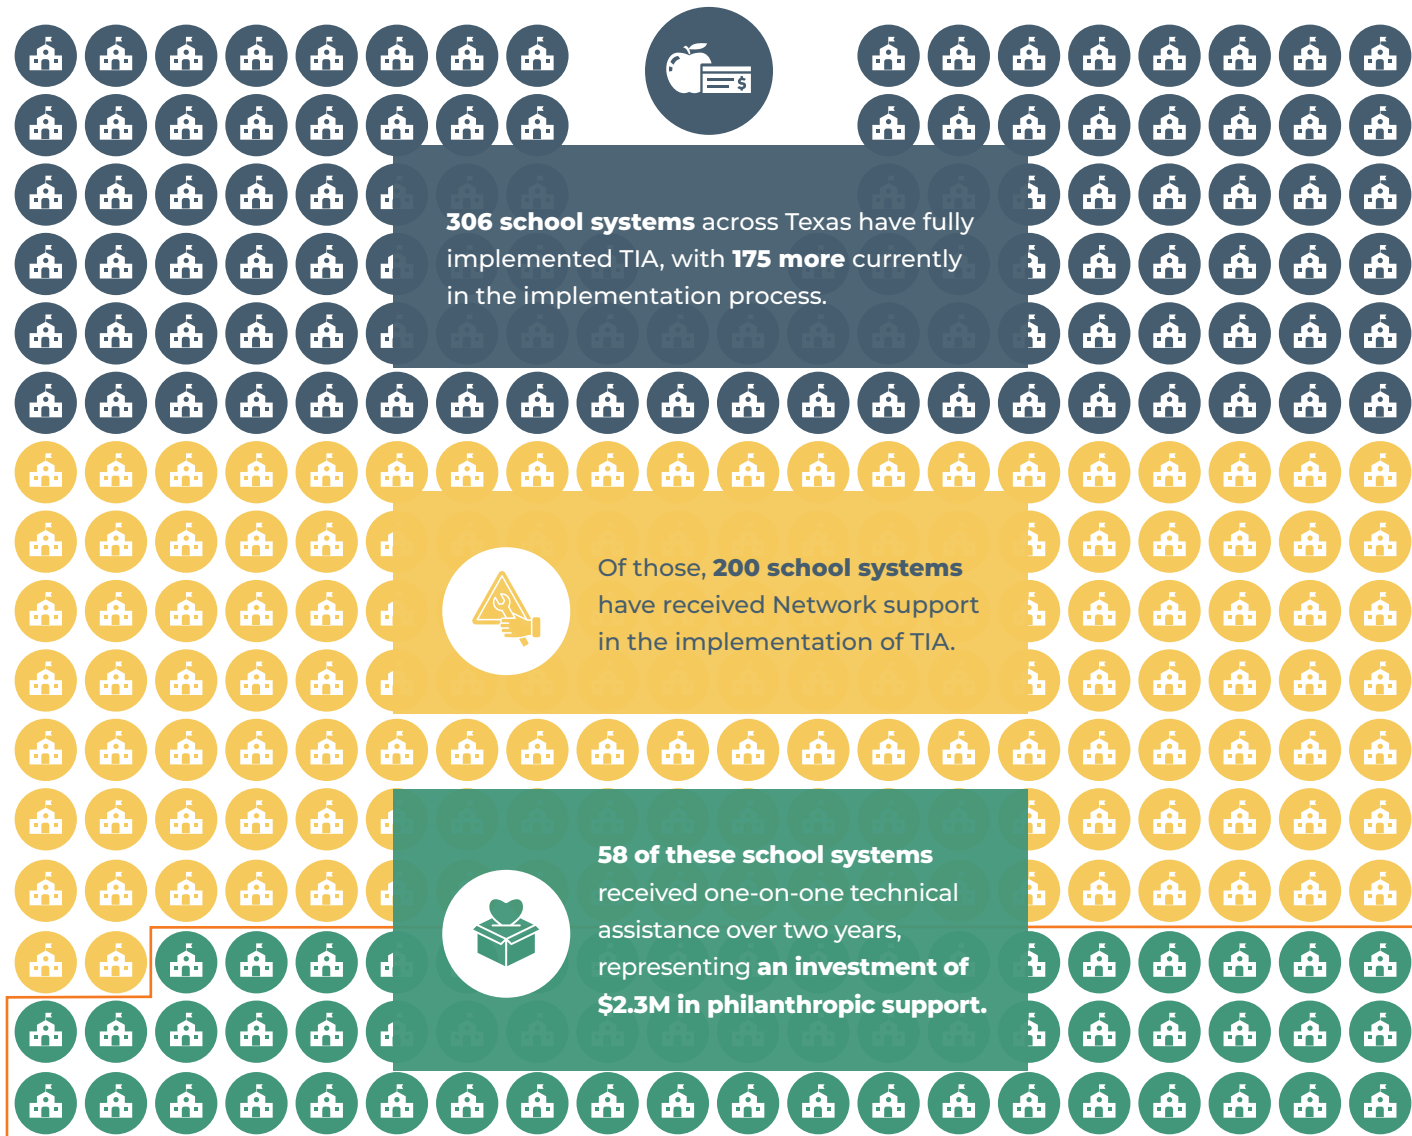 $
306 school systems across Texas have fully
implemented TIA, with 175 more currently
in the implementation process.
Of those, 200 school systems
have received Network support
in the implementation of TIA.
58 of these school systems
received one-on-one technical
assistance over two years,
representing an investment of
$2.3M in philanthropic support.